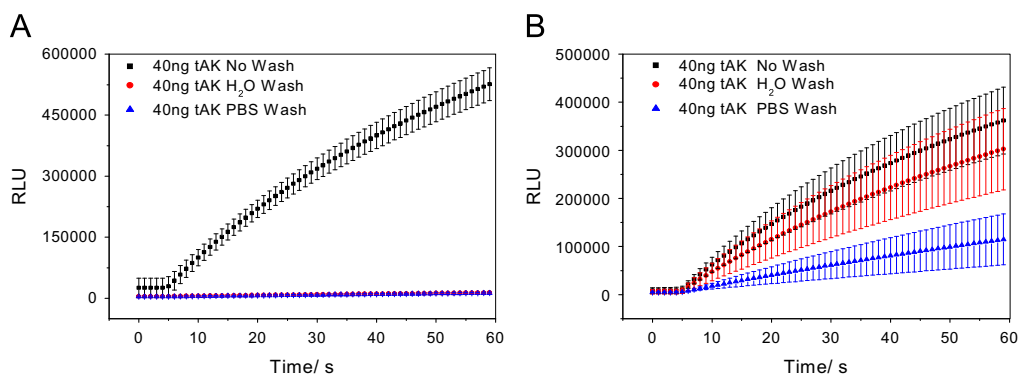 A
600000
450000
300000
150000
0
RLU
40ng tAK No Wash
40ng tAK H₂O Wash
40ng tAK PBS Wash
0 10 20 30 40 50 60
Time/ s
B
500000
400000
300000
200000
100000
0
RLU
40ng tAK No Wash
40ng tAK H₂O Wash
40ng tAK PBS Wash
0 10 20 30 40 50 60
Time/ s